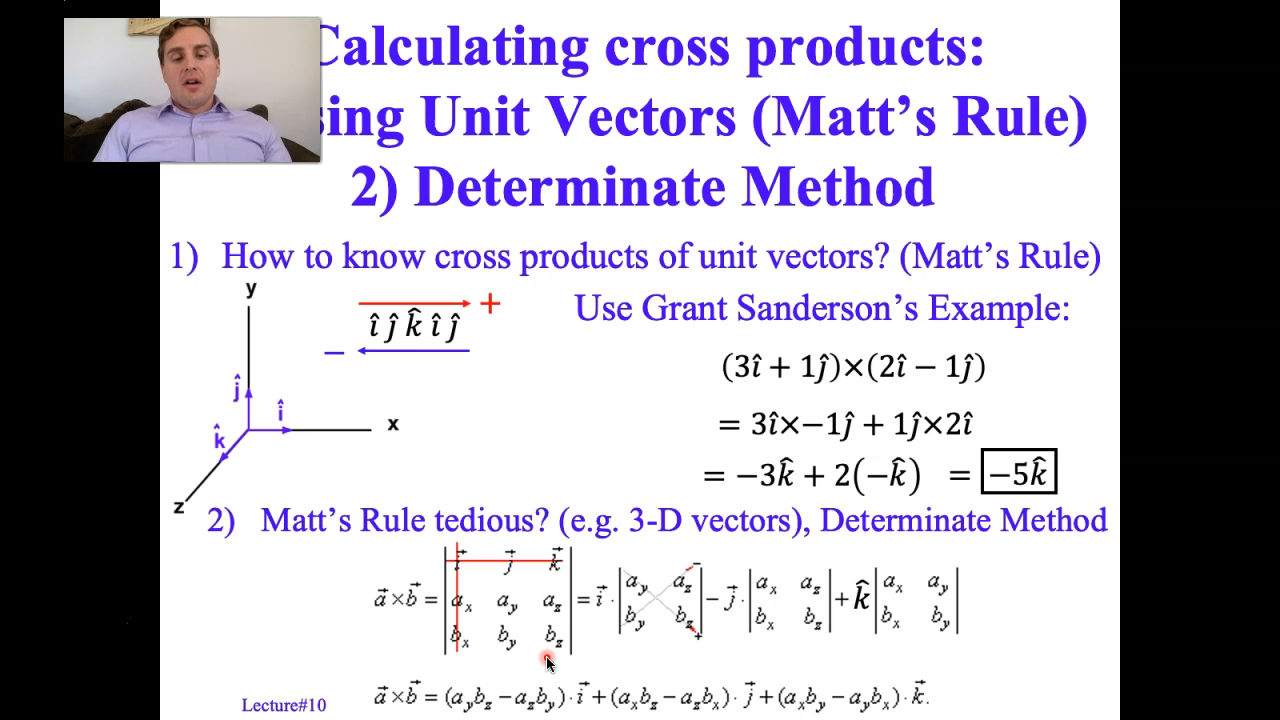 Calculating cross products:
sing Unit Vectors (Matt's Rule)
2) Determinate Method
1) How to know cross products of unit vectors? (Matt's Rule)
y
+
î ĵ k̂ î ĵ
−
ĵ
î
k̂
x
z
Use Grant Sanderson's Example:
(3î + 1ĵ)×(2î − 1ĵ)
= 3î×−1ĵ + 1ĵ×2î
= −3k̂ + 2(−k̂) = −5k̂
2) Matt's Rule tedious? (e.g. 3-D vectors), Determinate Method
i⃗ j⃗ k⃗
a⃗ × b⃗ = | a_x a_y a_z | = i⃗ · | a_y a_z | − j⃗ · | a_x a_z | + k̂ | a_x a_y |
b_x b_y b_z b_y b_z b_x b_z b_x b_y
− +
a⃗ × b⃗ = (a_y b_z − a_z b_y) · i⃗ + (a_x b_z − a_z b_x) · j⃗ + (a_x b_y − a_y b_x) · k⃗.
Lecture#10